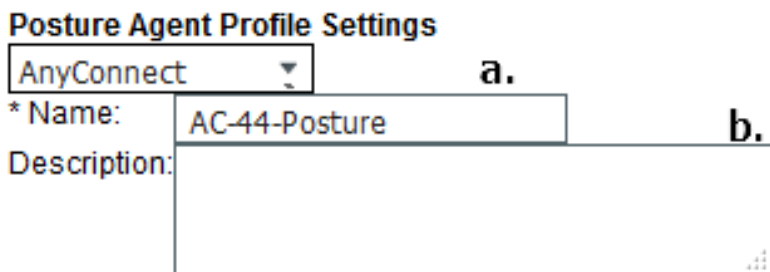 Posture Agent Profile Settings
AnyConnect a.
* Name: AC-44-Posture b.
Description: